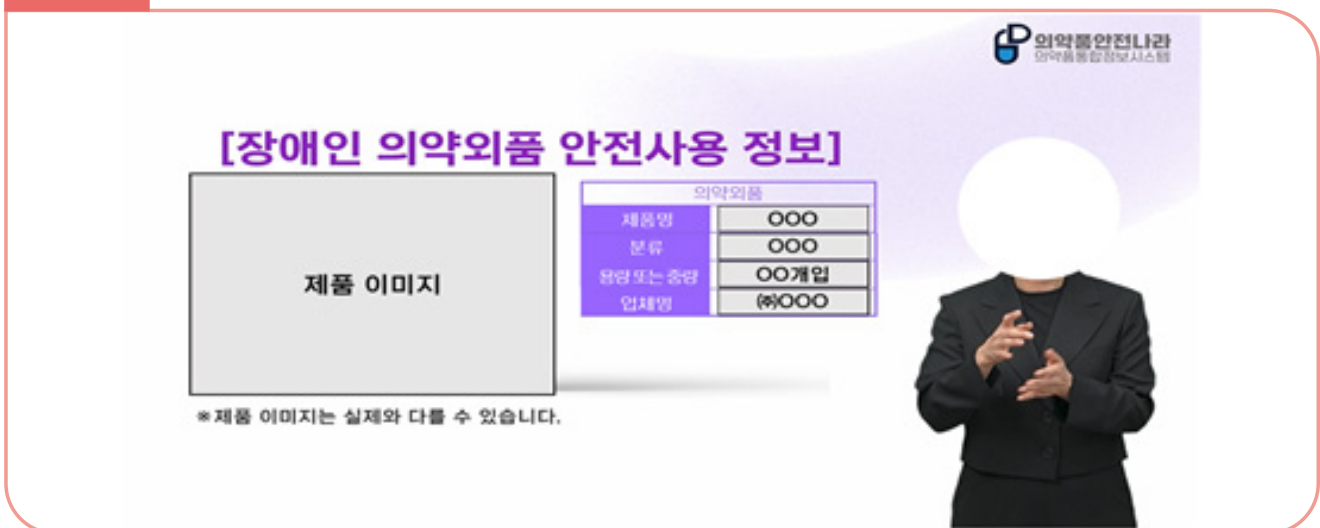 의약품안전나라
의약품통합정보시스템
[장애인 의약외품 안전사용 정보]
제품 이미지
※제품 이미지는 실제와 다를 수 있습니다.
의약외품
제품명 OOO
분류 OOO
용량 또는 중량 OO개입
업체명 ㈜OOO